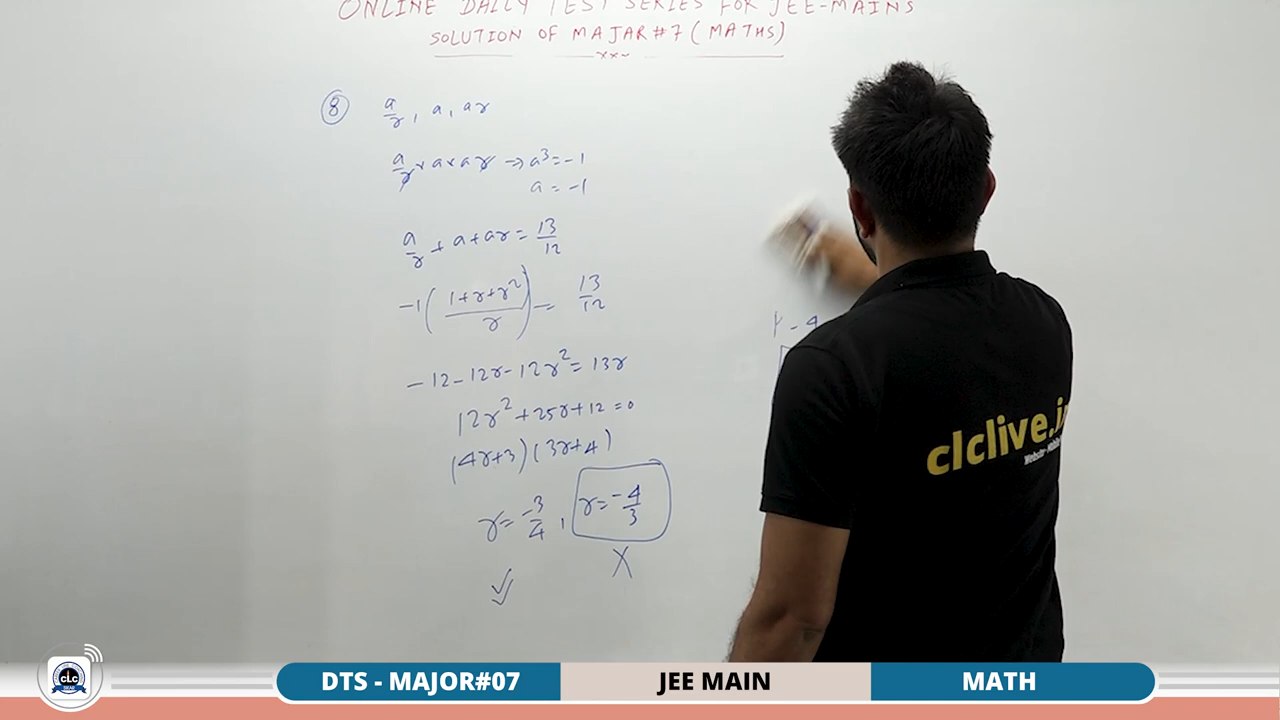 ONLINE DAILY TEST SERIES FOR JEE-MAINS
SOLUTION OF MAJAR#7 (MATHS)
⑧ a/r, a, ar
a/r × a × ar → a³ = -1
a = -1
a/r + a + ar = 13/12
-1((1+r+r²)/r) = 13/12
-12-12r-12r² = 13r
12r²+25r+12=0
(4r+3)(3r+4)
r = -3/4, r = -4/3
X
clclive.in
CLC
DTS - MAJOR#07
JEE MAIN
MATH